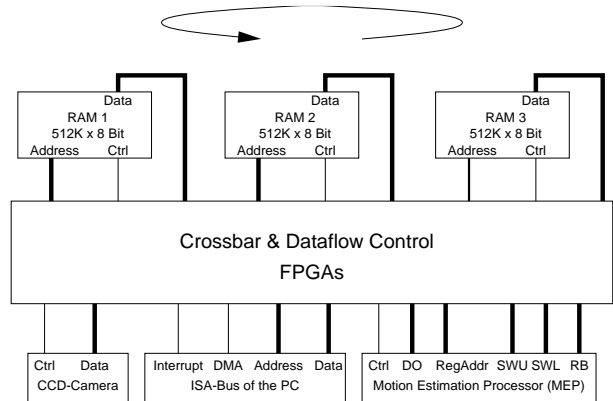 Data Data Data
RAM 1 RAM 2 RAM 3
512K x 8 Bit 512K x 8 Bit 512K x 8 Bit
Address Ctrl Address Ctrl Address Ctrl
Crossbar & Dataflow Control
FPGAs
Ctrl Data Interrupt DMA Address Data Ctrl DO RegAddr SWU SWL RB
CCD-Camera ISA-Bus of the PC Motion Estimation Processor (MEP)